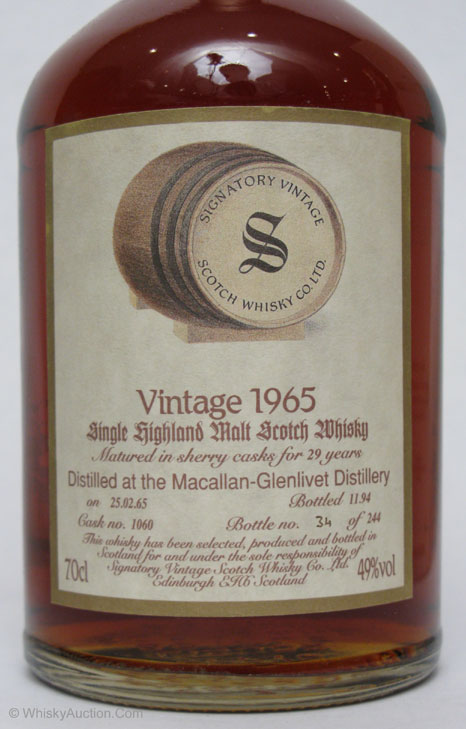 SIGNATORY VINTAGE
S
SCOTCH WHISKY CO. LTD.
Vintage 1965
Single Highland Malt Scotch Whisky
Matured in sherry casks for 29 years
Distilled at the Macallan-Glenlivet Distillery
on 25.02.65 Bottled 11.94
Cask no. 1060 Bottle no. 34 of 244
This whisky has been selected, produced and bottled in
Scotland for and under the sole responsibility of
Signatory Vintage Scotch Whisky Co. Ltd.
Edinburgh EH6 Scotland
70cl 49%vol
© WhiskyAuction.Com